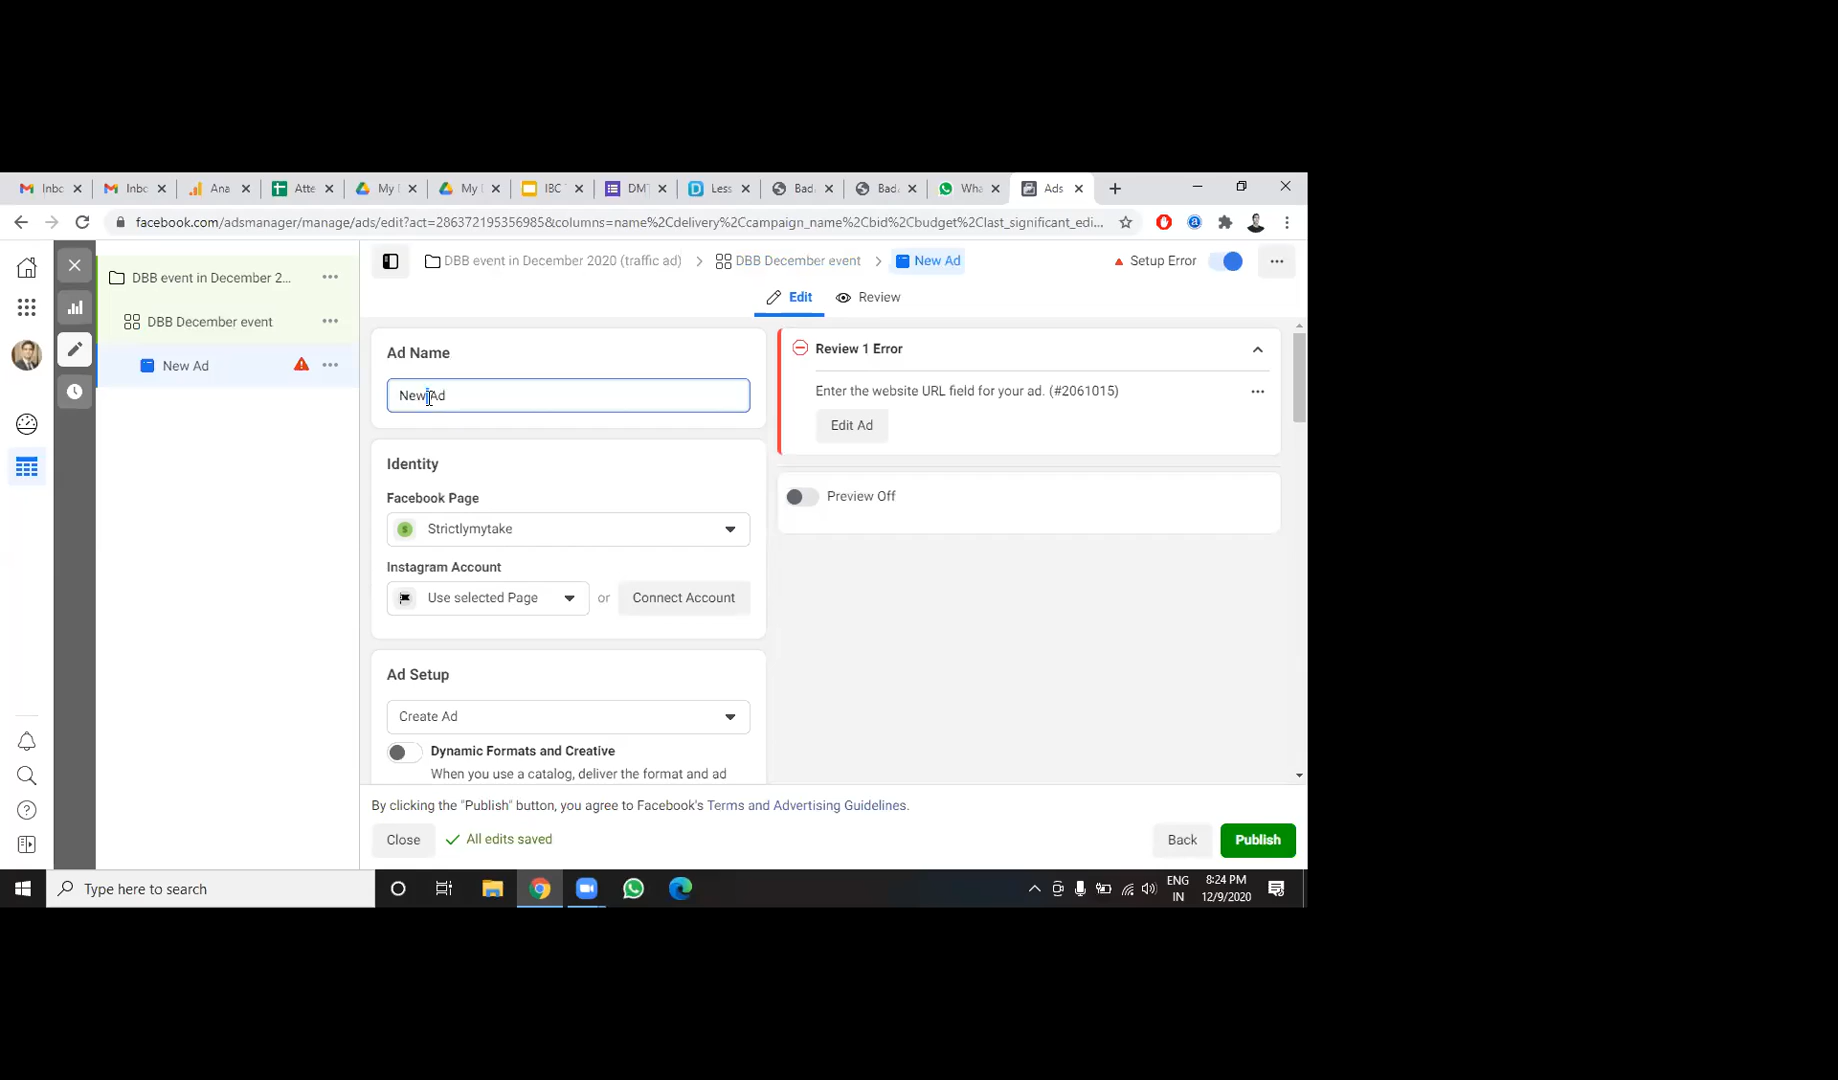 Inbc
Inbc
Ana
Atte
My
My
IBC
DM
Less
Bad
Bad
Wha
Ads
facebook.com/adsmanager/manage/ads/edit?act=286372195356985&columns=name%2Cdelivery%2Ccampaign_name%2Cbid%2Cbudget%2Clast_significant_edi...
DBB event in December 2...
DBB December event
New Ad
DBB event in December 2020 (traffic ad)
DBB December event
New Ad
Setup Error
Edit
Review
Ad Name
New Ad
Identity
Facebook Page
Strictlymytake
Instagram Account
Use selected Page
or
Connect Account
Ad Setup
Create Ad
Dynamic Formats and Creative
When you use a catalog, deliver the format and ad
Review 1 Error
Enter the website URL field for your ad. (#2061015)
Edit Ad
Preview Off
By clicking the "Publish" button, you agree to Facebook's Terms and Advertising Guidelines.
Close
All edits saved
Back
Publish
Type here to search
ENG
IN
8:24 PM
12/9/2020